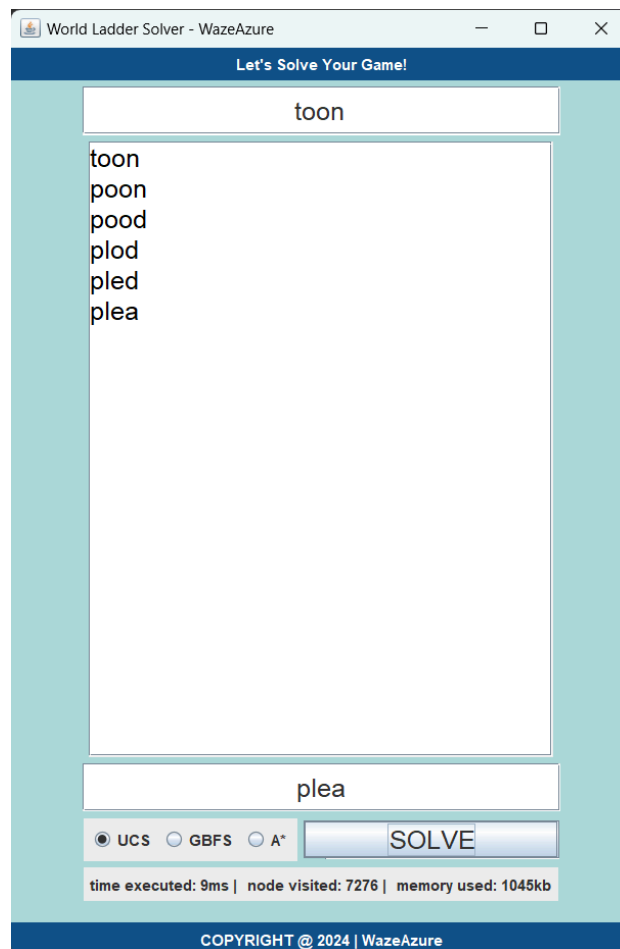 World Ladder Solver - WazeAzure
Let's Solve Your Game!
toon
toon
poon
pood
plod
pled
plea
plea
UCS GBFS A*
SOLVE
time executed: 9ms | node visited: 7276 | memory used: 1045kb
COPYRIGHT @ 2024 | WazeAzure